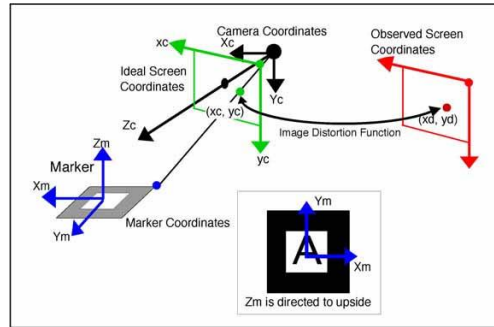 Camera Coordinates
Observed Screen
Coordinates
xc
Xc
Ideal Screen
Coordinates
Yc
(xc, yc)
(xd, yd)
Zc
Image Distortion Function
Zm
yc
Marker
Xm
Ym
Marker Coordinates
Ym
A
Xm
Zm is directed to upside